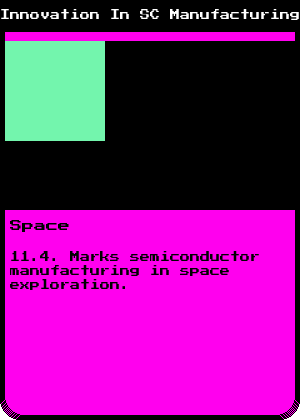 Innovation In SC Manufacturing
Space
11.4. Marks semiconductor
manufacturing in space
exploration.